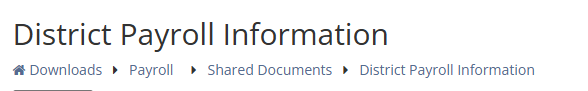 District Payroll Information
Downloads Payroll Shared Documents District Payroll Information